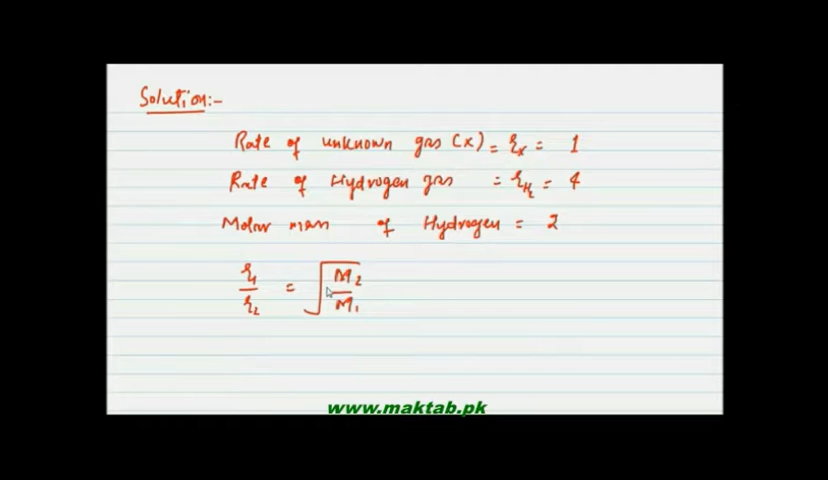 Solution:-
Rate of unknown gas (x) = r_x = 1
Rate of Hydrogen gas = r_H₂ = 4
Molar mass of Hydrogen = 2
r₁/r₂ = √(M₂/M₁)
www.maktab.pk